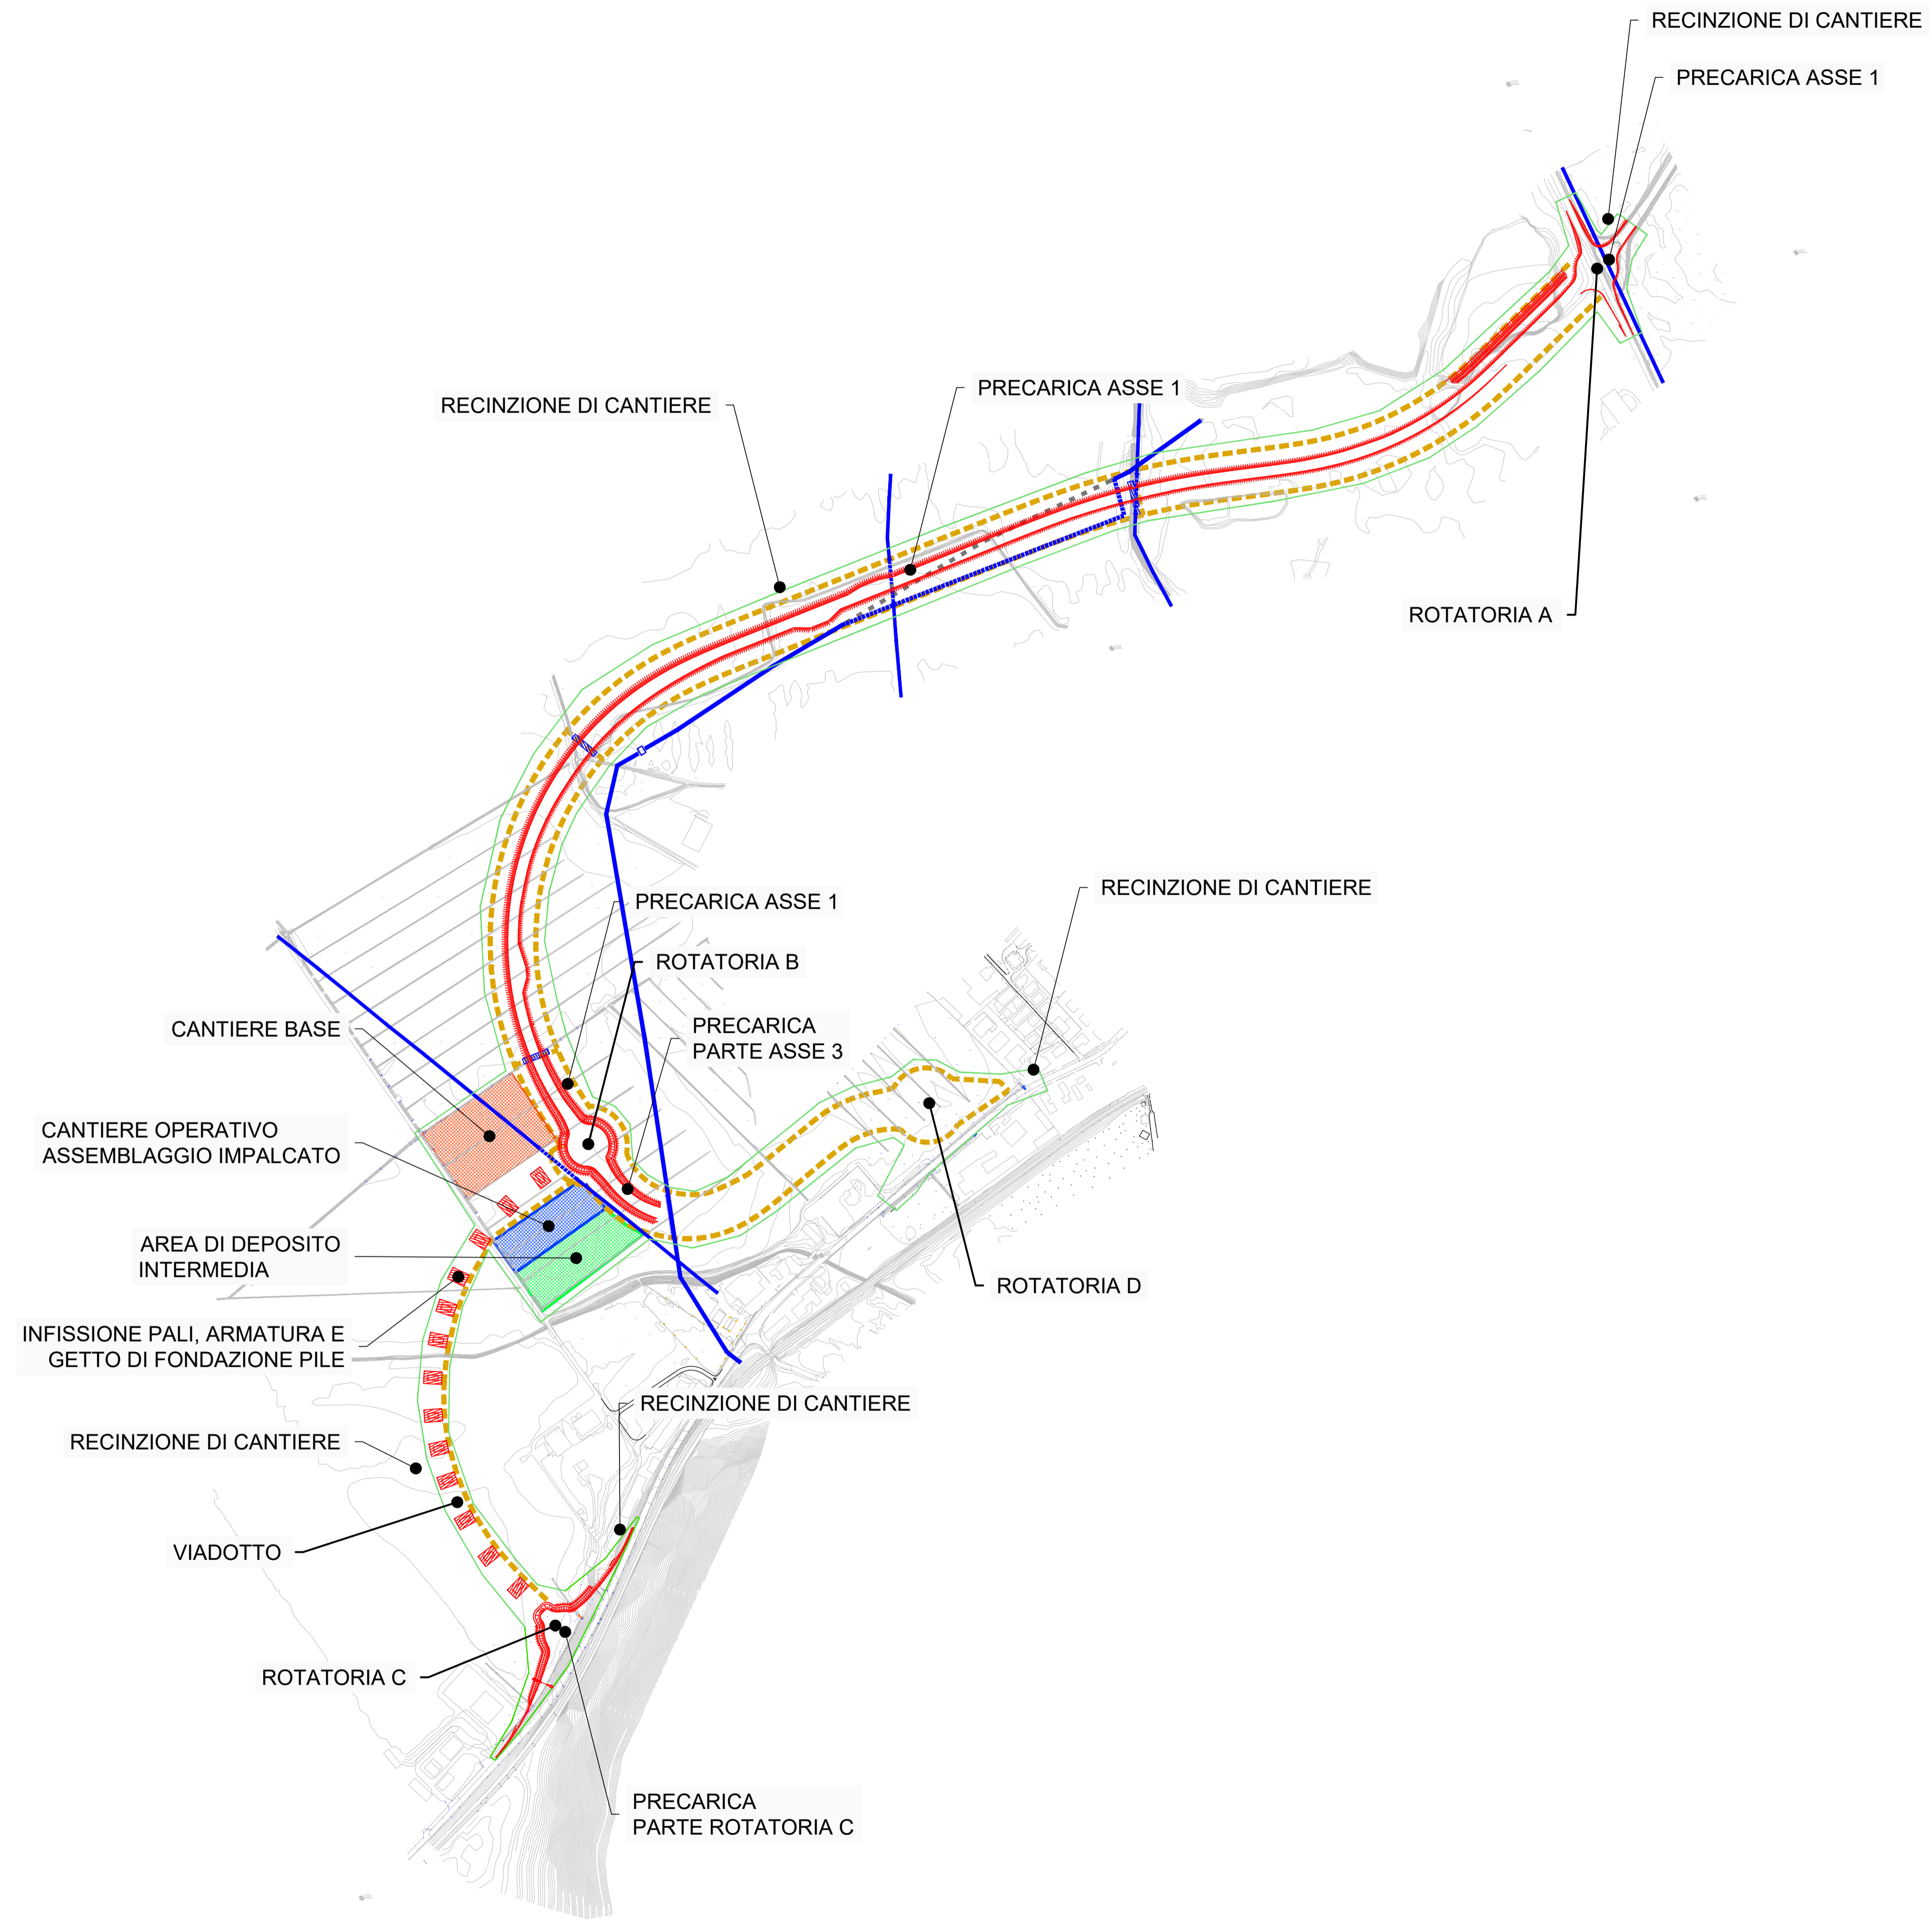 RECINZIONE DI CANTIERE
PRECARICA ASSE 1
PRECARICA ASSE 1
RECINZIONE DI CANTIERE
ROTATORIA A
RECINZIONE DI CANTIERE
PRECARICA ASSE 1
ROTATORIA B
PRECARICA
PARTE ASSE 3
CANTIERE BASE
CANTIERE OPERATIVO
ASSEMBLAGGIO IMPALCATO
AREA DI DEPOSITO
INTERMEDIA
ROTATORIA D
INFISSIONE PALI, ARMATURA E
GETTO DI FONDAZIONE PILE
RECINZIONE DI CANTIERE
RECINZIONE DI CANTIERE
VIADOTTO
ROTATORIA C
PRECARICA
PARTE ROTATORIA C